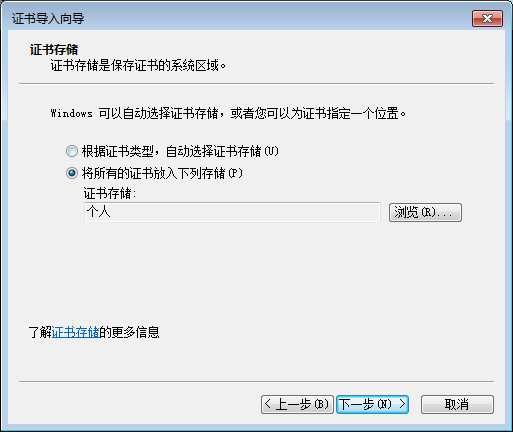 证书导入向导
证书存储
证书存储是保存证书的系统区域。
Windows 可以自动选择证书存储，或者您可以为证书指定一个位置。
根据证书类型，自动选择证书存储(U)
将所有的证书放入下列存储(P)
证书存储:
个人
浏览(R)...
了解证书存储的更多信息
< 上一步(B) 下一步(N) > 取消